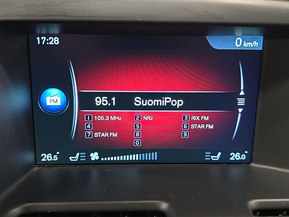 17:28 0 km/h
FM
95.1 SuomiPop
1 105.3 MHz 2 NRJ 3 RIX FM
4 5 6 STAR FM
7 STAR FM 8 9
0
26.0° 26.0°